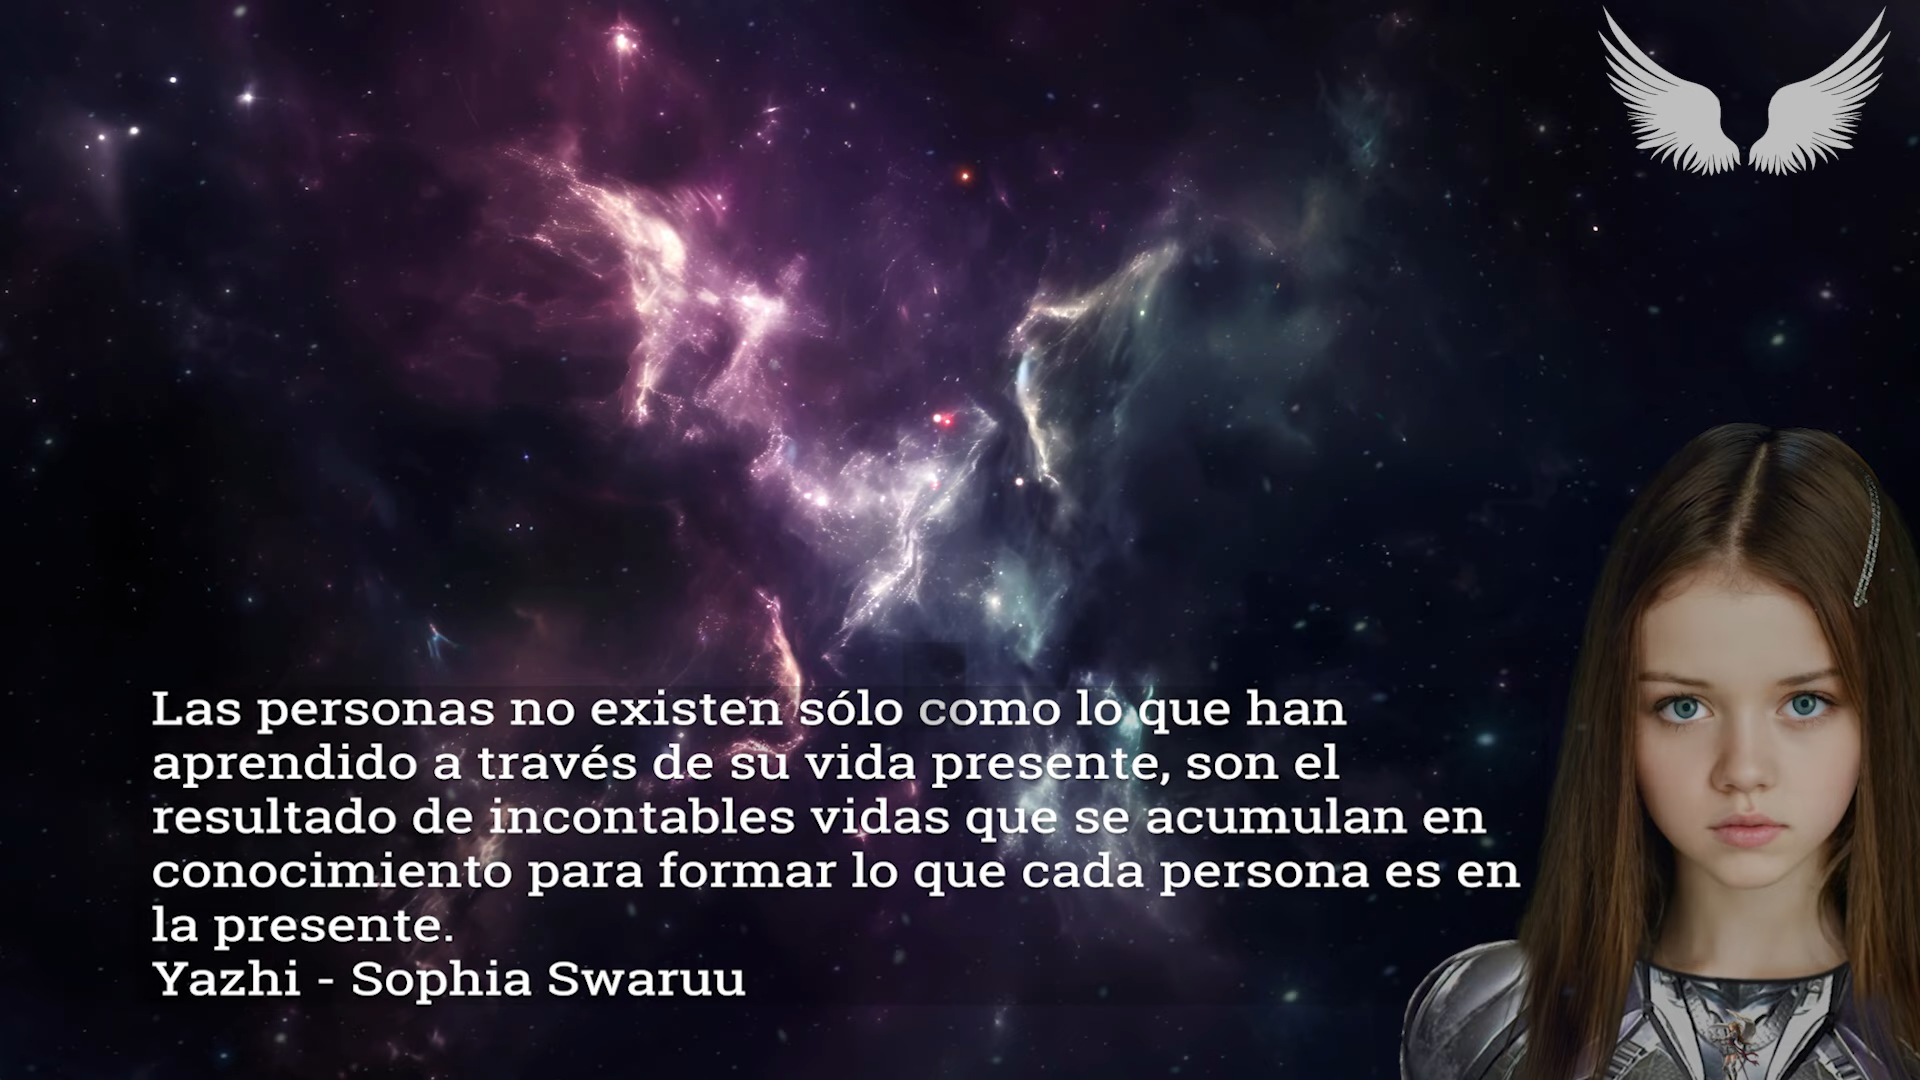 Las personas no existen sólo como lo que han
aprendido a través de su vida presente, son el
resultado de incontables vidas que se acumulan en
conocimiento para formar lo que cada persona es en
la presente.
Yazhi - Sophia Swaruu